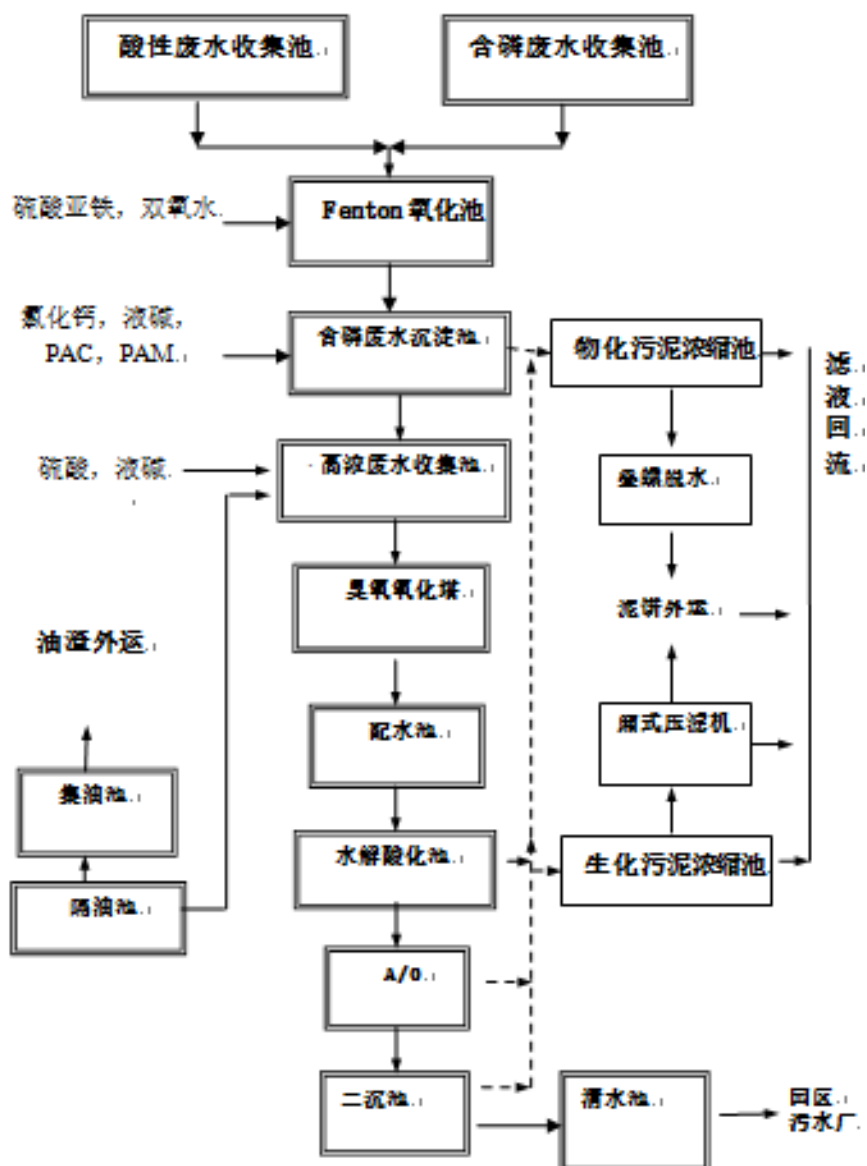 酸性废水收集池
含磷废水收集池
硫酸亚铁，双氧水
Fenton 氧化池
氯化钙，液碱，
PAC，PAM
含磷废水沉淀池
物化污泥浓缩池
滤
液
回
流
硫酸，液碱
高浓废水收集池
叠螺脱水
臭氧氧化塔
泥饼外运
油渣外运
配水池
厢式压滤机
集油池
水解酸化池
生化污泥浓缩池
隔油池
A/O
二沉池
清水池
园区
污水厂